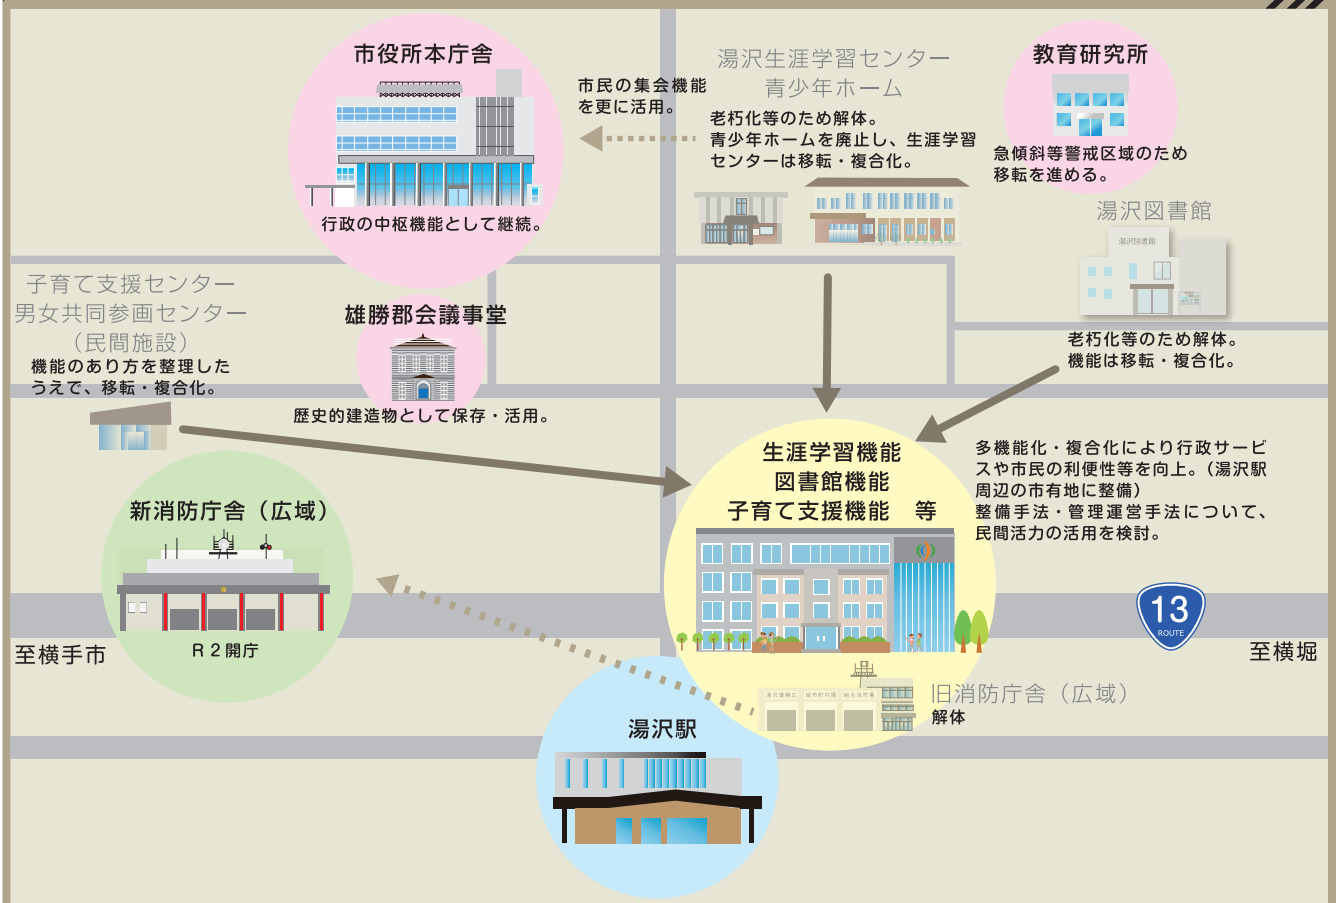 市役所本庁舎
行政の中枢機能として継続。
市民の集会機能
を更に活用。
湯沢生涯学習センター
青少年ホーム
老朽化等のため解体。
青少年ホームを廃止し、生涯学習
センターは移転・複合化。
教育研究所
急傾斜等警戒区域のため
移転を進める。
湯沢図書館
湯沢図書館
老朽化等のため解体。
機能は移転・複合化。
子育て支援センター
男女共同参画センター
（民間施設）
機能のあり方を整理した
うえで、移転・複合化。
雄勝郡会議事堂
歴史的建造物として保存・活用。
生涯学習機能
図書館機能
子育て支援機能　等
多機能化・複合化により行政サービ
スや市民の利便性等を向上。（湯沢駅
周辺の市有地に整備）
整備手法・管理運営手法について、
民間活力の活用を検討。
新消防庁舎（広域）
R２開庁
至横手市
13
ROUTE
至横堀
湯沢雄勝広 域市町村圏 組合消防署
旧消防庁舎（広域）
解体
湯沢駅